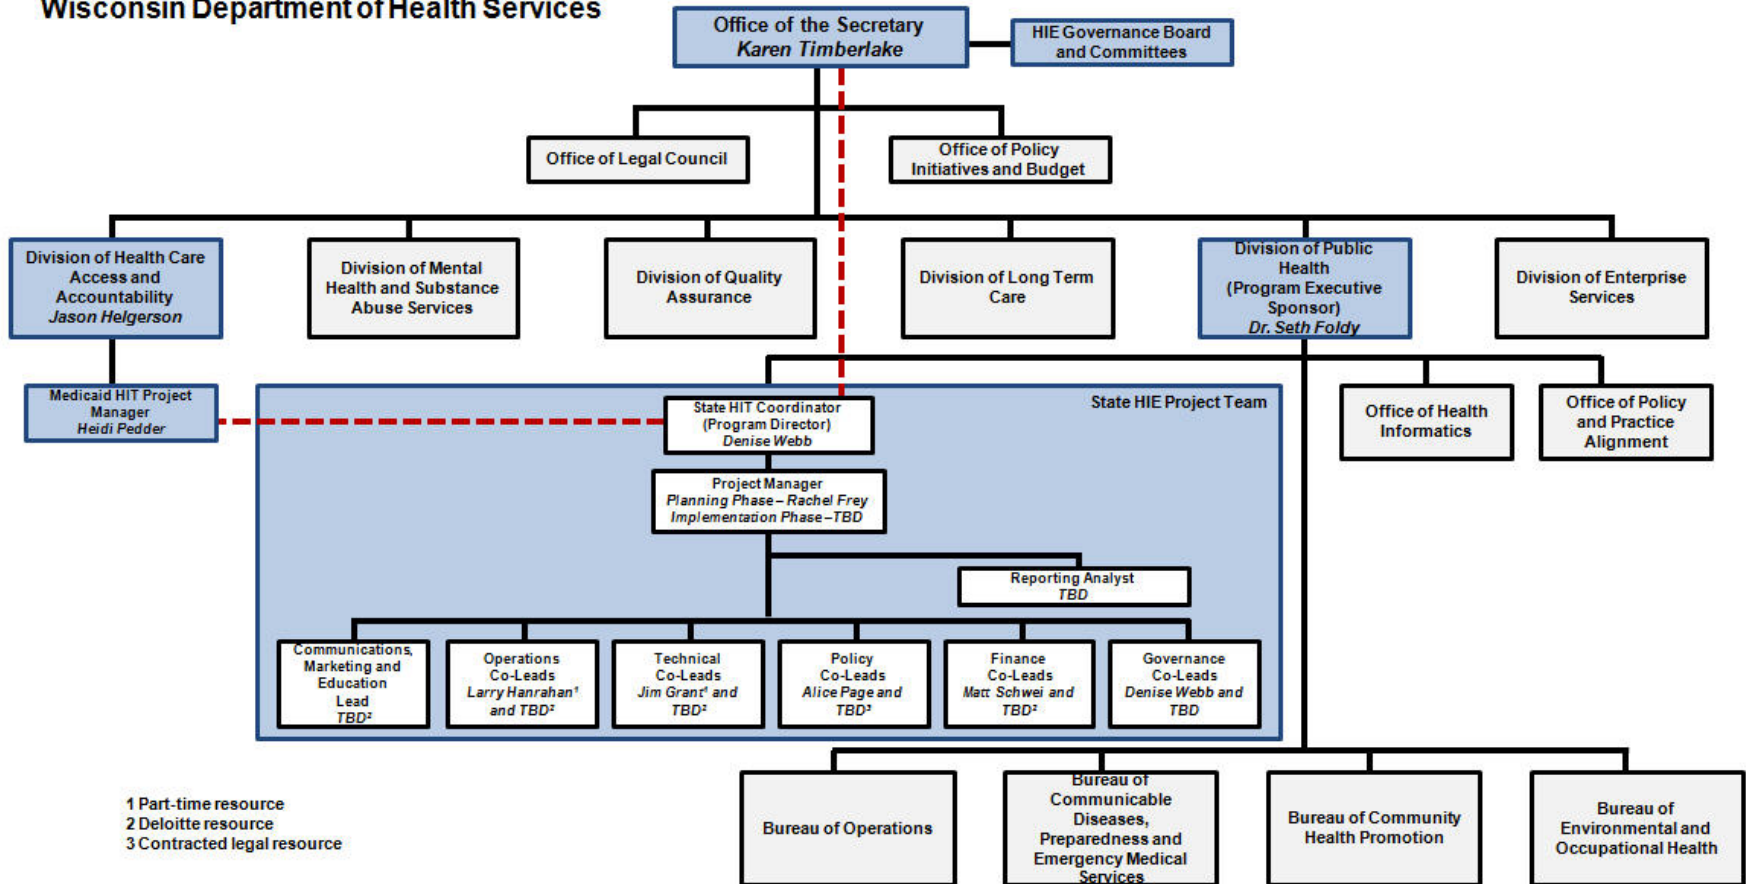 Wisconsin Department of Health Services
Office of the Secretary
Karen Timberlake
HIE Governance Board
and Committees
Office of Legal Council
Office of Policy
Initiatives and Budget
Division of Health Care
Access and
Accountability
Jason Helgerson
Division of Mental
Health and Substance
Abuse Services
Division of Quality
Assurance
Division of Long Term
Care
Division of Public
Health
(Program Executive
Sponsor)
Dr. Seth Foldy
Division of Enterprise
Services
Medicaid HIT Project
Manager
Heidi Pedder
State HIE Project Team
State HIT Coordinator
(Program Director)
Denise Webb
Office of Health
Informatics
Office of Policy
and Practice
Alignment
Project Manager
Planning Phase – Rachel Frey
Implementation Phase –TBD
Reporting Analyst
TBD
Communications,
Marketing and
Education
Lead
TBD²
Operations
Co-Leads
Larry Hanrahan¹
and TBD²
Technical
Co-Leads
Jim Grant¹ and
TBD²
Policy
Co-Leads
Alice Page and
TBD³
Finance
Co-Leads
Matt Schwei and
TBD²
Governance
Co-Leads
Denise Webb and
TBD
1 Part-time resource
2 Deloitte resource
3 Contracted legal resource
Bureau of Operations
Bureau of
Communicable
Diseases,
Preparedness and
Emergency Medical
Services
Bureau of Community
Health Promotion
Bureau of
Environmental and
Occupational Health